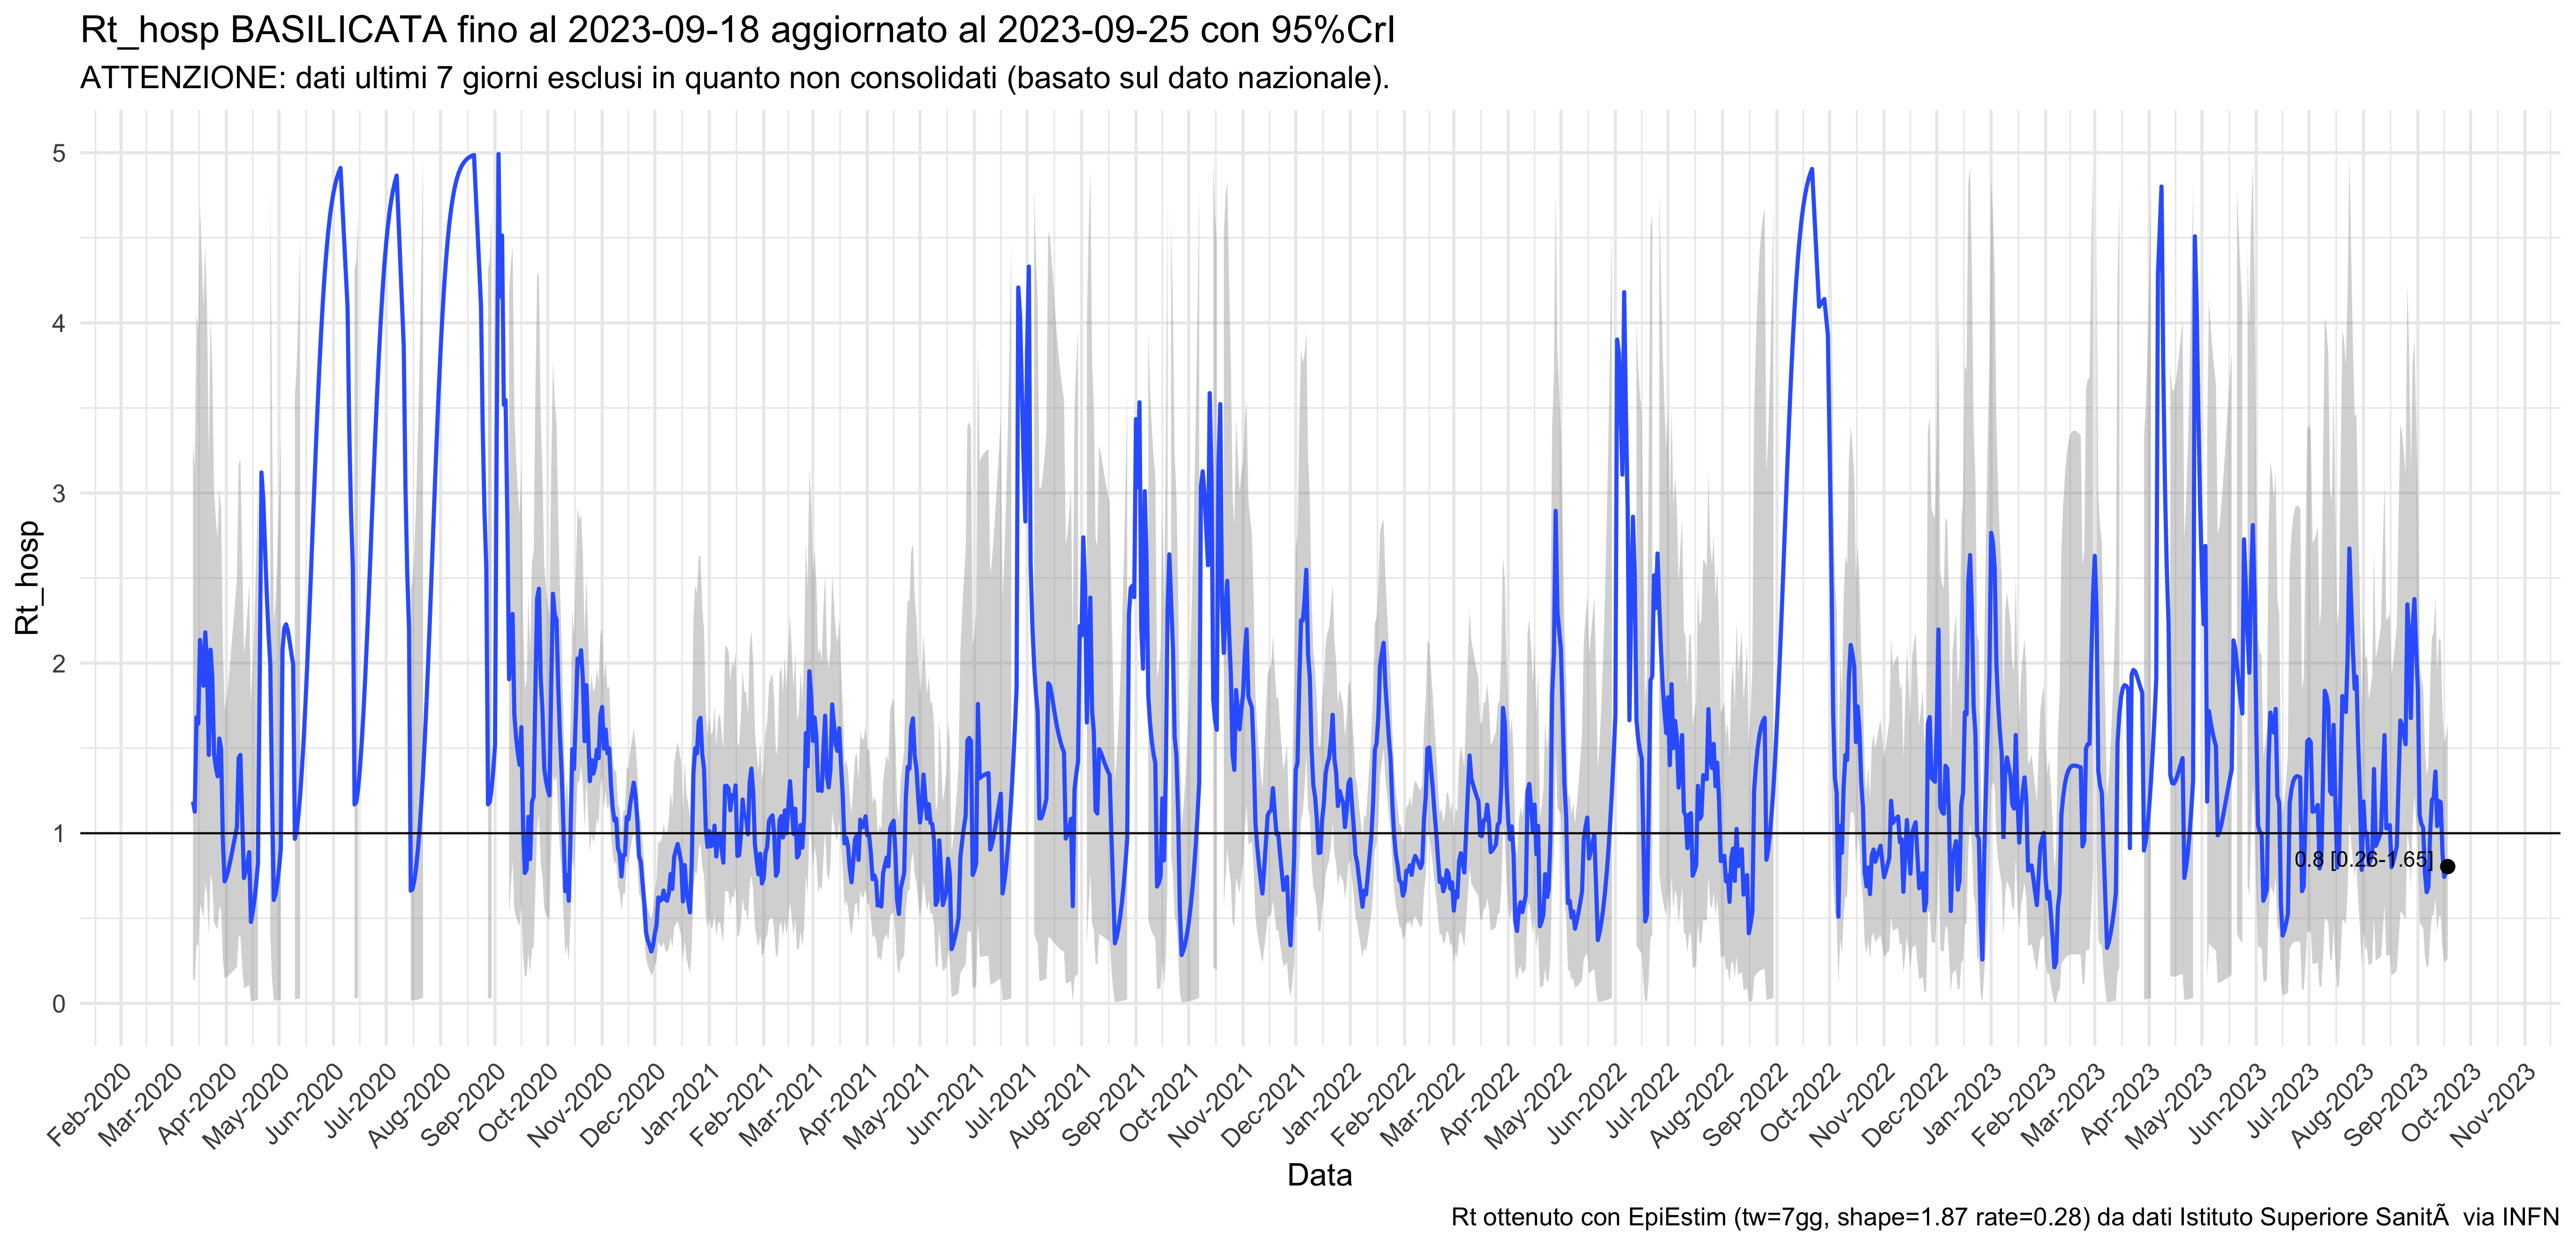 Rt_hosp BASILICATA fino al 2023-09-18 aggiornato al 2023-09-25 con 95%CrI
ATTENZIONE: dati ultimi 7 giorni esclusi in quanto non consolidati (basato sul dato nazionale).
Rt_hosp
5
4
3
2
1
0
0.8 [0.26-1.65]
Feb-2020
Mar-2020
Apr-2020
May-2020
Jun-2020
Jul-2020
Aug-2020
Sep-2020
Oct-2020
Nov-2020
Dec-2020
Jan-2021
Feb-2021
Mar-2021
Apr-2021
May-2021
Jun-2021
Jul-2021
Aug-2021
Sep-2021
Oct-2021
Nov-2021
Dec-2021
Jan-2022
Feb-2022
Mar-2022
Apr-2022
May-2022
Jun-2022
Jul-2022
Aug-2022
Sep-2022
Oct-2022
Nov-2022
Dec-2022
Jan-2023
Feb-2023
Mar-2023
Apr-2023
May-2023
Jun-2023
Jul-2023
Aug-2023
Sep-2023
Oct-2023
Nov-2023
Data
Rt ottenuto con EpiEstim (tw=7gg, shape=1.87 rate=0.28) da dati Istituto Superiore SanitÃ  via INFN